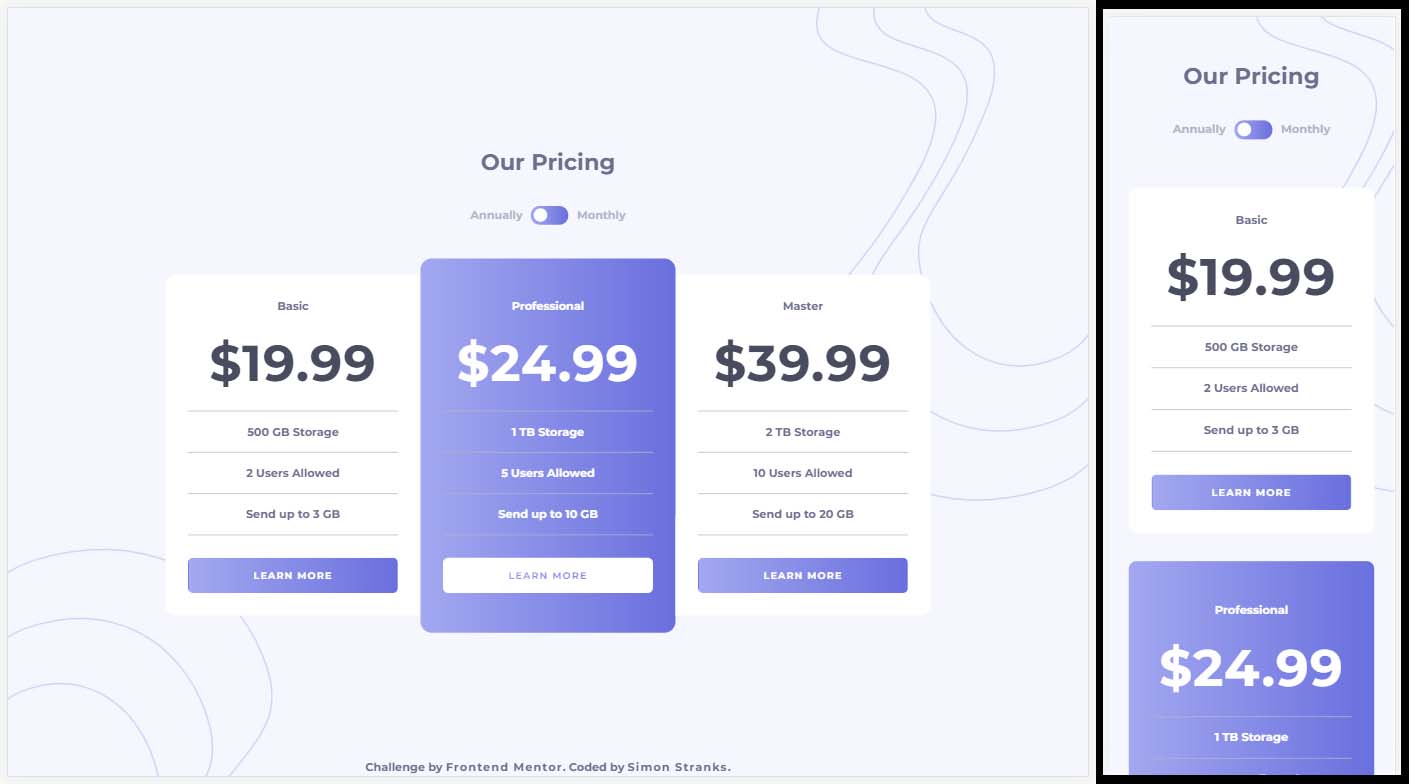 Our Pricing
Annually Monthly
Basic
$19.99
500 GB Storage
2 Users Allowed
Send up to 3 GB
LEARN MORE
Professional
$24.99
1 TB Storage
5 Users Allowed
Send up to 10 GB
LEARN MORE
Master
$39.99
2 TB Storage
10 Users Allowed
Send up to 20 GB
LEARN MORE
Challenge by Frontend Mentor. Coded by Simon Stranks.
Our Pricing
Annually Monthly
Basic
$19.99
500 GB Storage
2 Users Allowed
Send up to 3 GB
LEARN MORE
Professional
$24.99
1 TB Storage